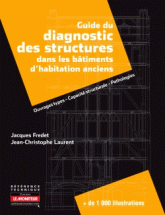 Guide du
diagnostic
des structures
dans les bâtiments
d'habitation anciens
Ouvrages types - Capacité structurale - Pathologies
Jacques Fredet
Jean-Christophe Laurent
RÉFÉRENCE
TECHNIQUE
LE MONITEUR
+ de 1 000 illustrations